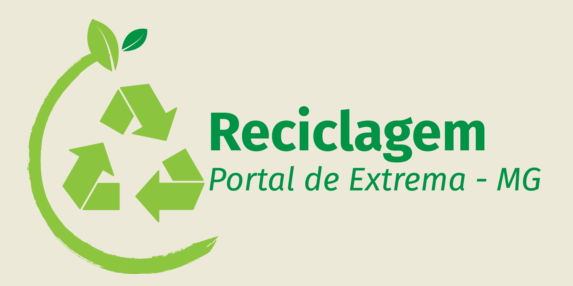 Reciclagem
Portal de Extrema - MG